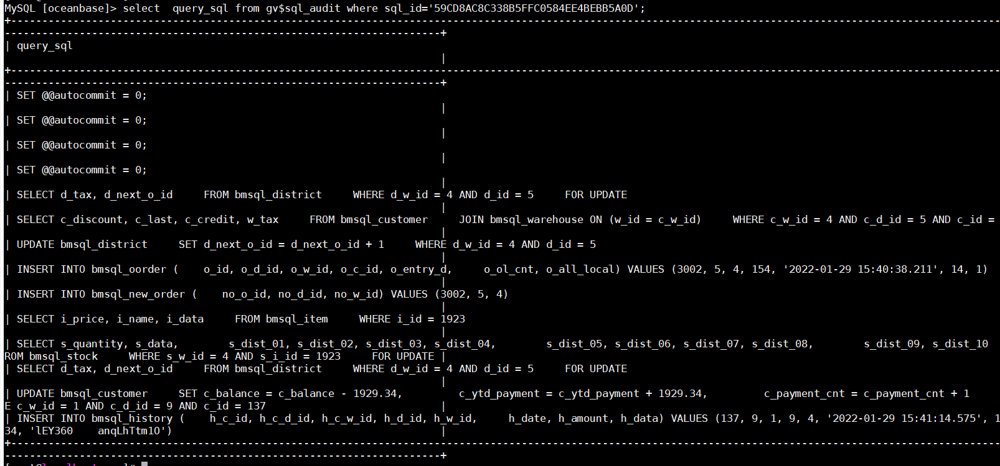 MySQL [oceanbase]> select  query_sql from gv$sql_audit where sql_id='59CD8AC8C338B5FFC0584EE4BEBB5A0D';
| query_sql
|
| SET @@autocommit = 0;
|
| SET @@autocommit = 0;
|
| SET @@autocommit = 0;
|
| SET @@autocommit = 0;
|
| SELECT d_tax, d_next_o_id     FROM bmsql_district     WHERE d_w_id = 4 AND d_id = 5     FOR UPDATE
|
| SELECT c_discount, c_last, c_credit, w_tax     FROM bmsql_customer     JOIN bmsql_warehouse ON (w_id = c_w_id)     WHERE c_w_id = 4 AND c_d_id = 5 AND c_id =
|
| UPDATE bmsql_district     SET d_next_o_id = d_next_o_id + 1     WHERE d_w_id = 4 AND d_id = 5
|
| INSERT INTO bmsql_oorder (    o_id, o_d_id, o_w_id, o_c_id, o_entry_d,     o_ol_cnt, o_all_local) VALUES (3002, 5, 4, 154, '2022-01-29 15:40:38.211', 14, 1)
|
| INSERT INTO bmsql_new_order (    no_o_id, no_d_id, no_w_id) VALUES (3002, 5, 4)
|
| SELECT i_price, i_name, i_data     FROM bmsql_item     WHERE i_id = 1923
|
| SELECT s_quantity, s_data,        s_dist_01, s_dist_02, s_dist_03, s_dist_04,        s_dist_05, s_dist_06, s_dist_07, s_dist_08,        s_dist_09, s_dist_10
ROM bmsql_stock     WHERE s_w_id = 4 AND s_i_id = 1923     FOR UPDATE |
| SELECT d_tax, d_next_o_id     FROM bmsql_district     WHERE d_w_id = 4 AND d_id = 5     FOR UPDATE
|
| UPDATE bmsql_customer     SET c_balance = c_balance - 1929.34,         c_ytd_payment = c_ytd_payment + 1929.34,         c_payment_cnt = c_payment_cnt + 1
E c_w_id = 1 AND c_d_id = 9 AND c_id = 137 |
| INSERT INTO bmsql_history (    h_c_id, h_c_d_id, h_c_w_id, h_d_id, h_w_id,     h_date, h_amount, h_data) VALUES (137, 9, 1, 9, 4, '2022-01-29 15:41:14.575', 1
34, 'lEY360    anqLhTtm1O') |